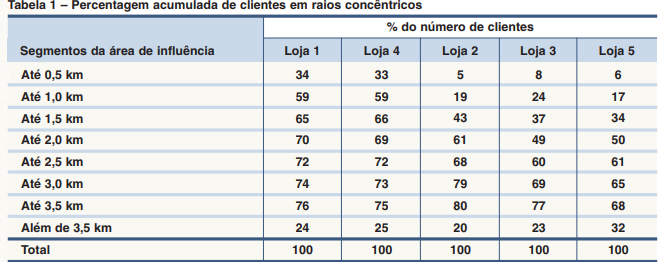 Tabela 1 – Percentagem acumulada de clientes em raios concêntricos
% do número de clientes
Segmentos da área de influência Loja 1 Loja 4 Loja 2 Loja 3 Loja 5
Até 0,5 km 34 33 5 8 6
Até 1,0 km 59 59 19 24 17
Até 1,5 km 65 66 43 37 34
Até 2,0 km 70 69 61 49 50
Até 2,5 km 72 72 68 60 61
Até 3,0 km 74 73 79 69 65
Até 3,5 km 76 75 80 77 68
Além de 3,5 km 24 25 20 23 32
Total 100 100 100 100 100